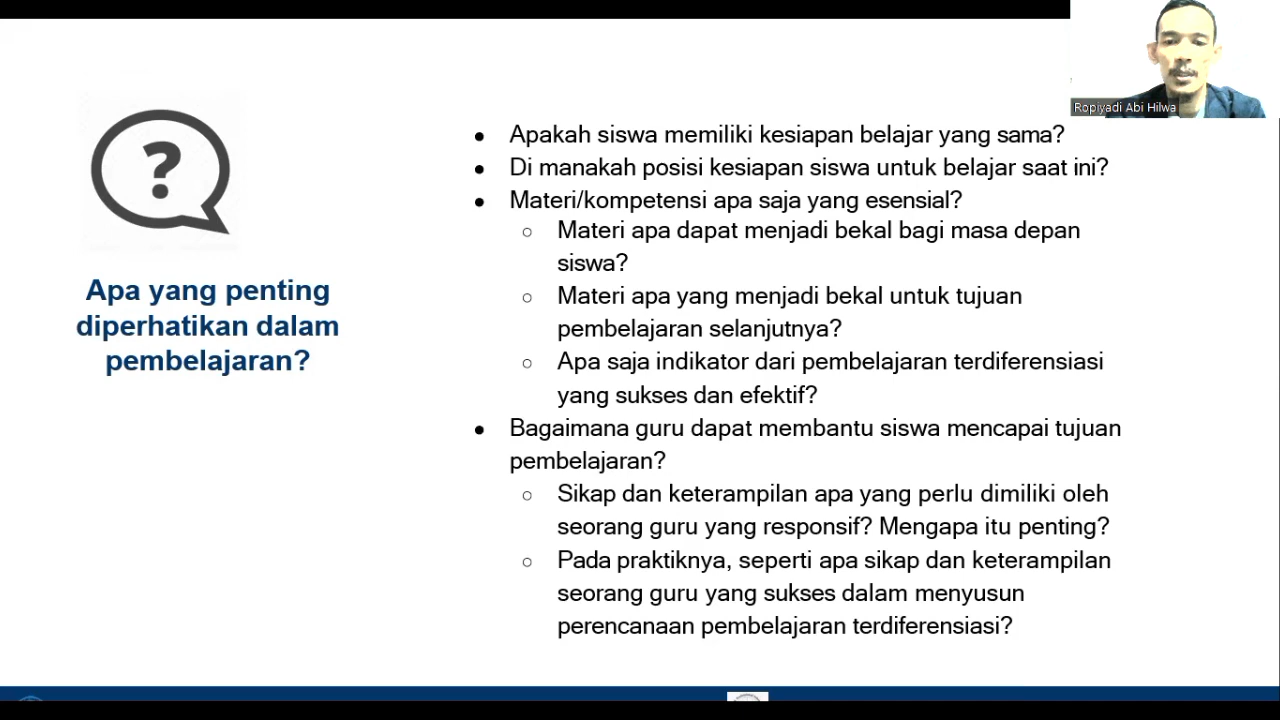 Ropiyadi Abi Hilwa
?
Apa yang penting
diperhatikan dalam
pembelajaran?
● Apakah siswa memiliki kesiapan belajar yang sama?
● Di manakah posisi kesiapan siswa untuk belajar saat ini?
● Materi/kompetensi apa saja yang esensial?
○ Materi apa dapat menjadi bekal bagi masa depan
siswa?
○ Materi apa yang menjadi bekal untuk tujuan
pembelajaran selanjutnya?
○ Apa saja indikator dari pembelajaran terdiferensiasi
yang sukses dan efektif?
● Bagaimana guru dapat membantu siswa mencapai tujuan
pembelajaran?
○ Sikap dan keterampilan apa yang perlu dimiliki oleh
seorang guru yang responsif? Mengapa itu penting?
○ Pada praktiknya, seperti apa sikap dan keterampilan
seorang guru yang sukses dalam menyusun
perencanaan pembelajaran terdiferensiasi?